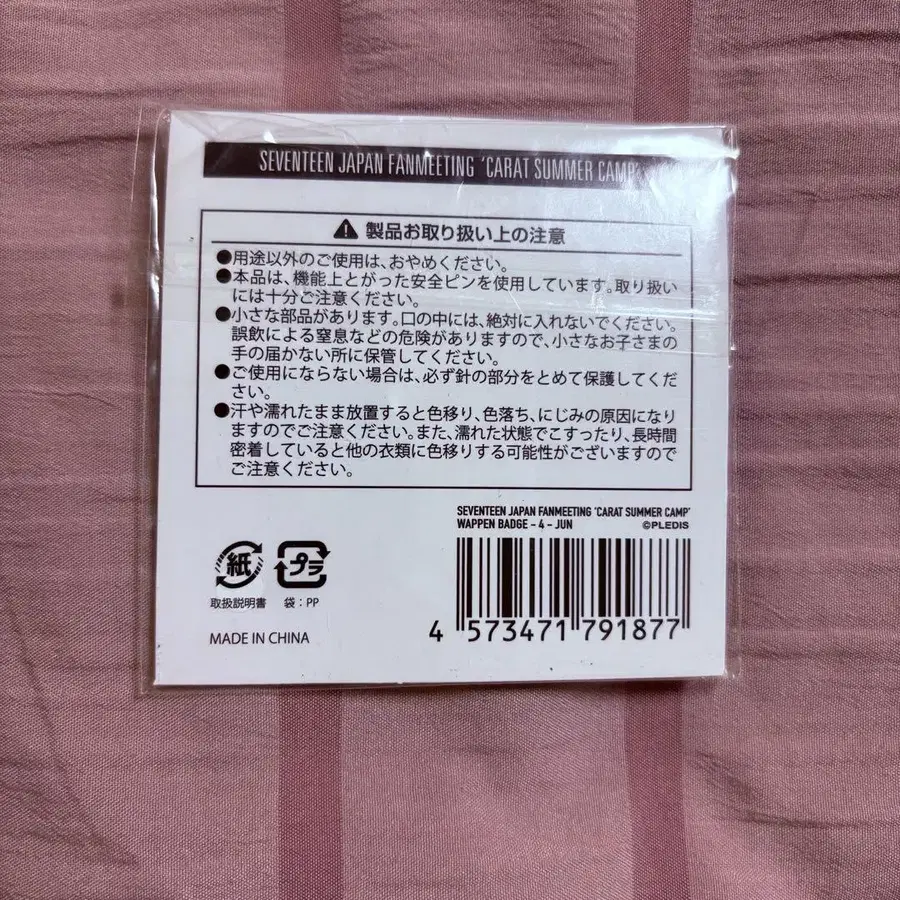 SEVENTEEN JAPAN FANMEETING 'CARAT SUMMER CAMP'
製品お取り扱い上の注意
●用途以外のご使用は、おやめください。
●本品は、機能上とがった安全ピンを使用しています。取り扱い
には十分ご注意ください。
●小さな部品があります。口の中には、絶対に入れないでください。
誤飲による窒息などの危険がありますので、小さなお子さまの
手の届かない所に保管してください。
●ご使用にならない場合は、必ず針の部分をとめて保護してくだ
さい。
●汗や濡れたまま放置すると色移り、色落ち、にじみの原因になり
ますのでご注意ください。また、濡れた状態でこすったり、長時間
密着していると他の衣類に色移りする可能性がございますので
ご注意ください。
SEVENTEEN JAPAN FANMEETING 'CARAT SUMMER CAMP'
WAPPEN BADGE - 4 - JUN ©PLEDIS
紙 プラ
取扱説明書 袋：PP
MADE IN CHINA
4 573471 791877